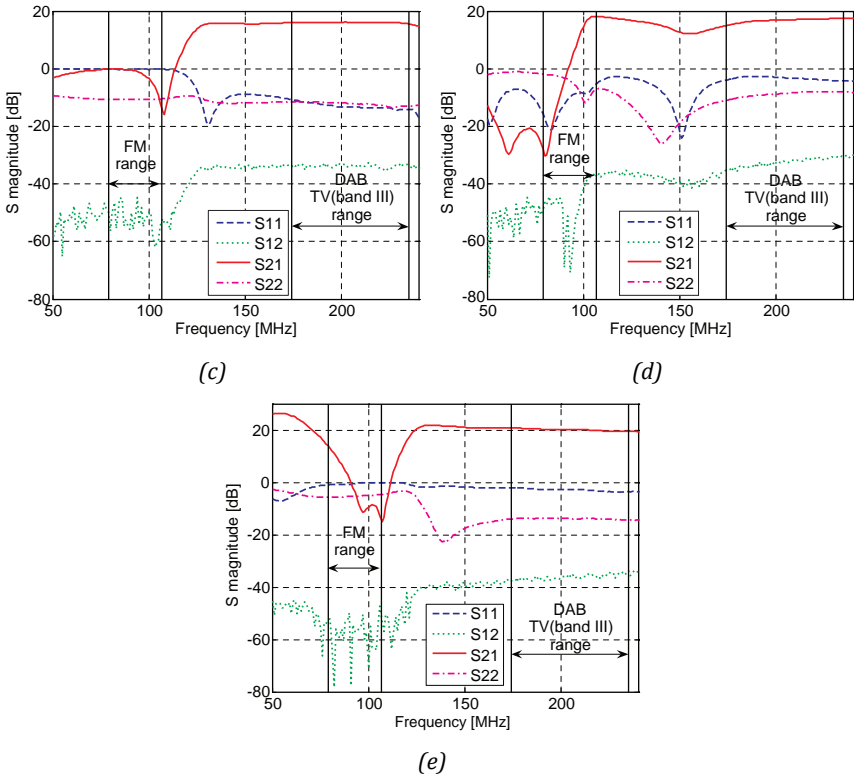 20
0
-20
-40
-60
-80
S magnitude [dB]
FM
range
DAB
TV(band III)
range
S11
S12
S21
S22
50
100
150
200
Frequency [MHz]
(c)
20
0
-20
-40
-60
-80
S magnitude [dB]
FM
range
DAB
TV(band III)
range
S11
S12
S21
S22
50
100
150
200
Frequency [MHz]
(d)
20
0
-20
-40
-60
-80
S magnitude [dB]
FM
range
DAB
TV(band III)
range
S11
S12
S21
S22
50
100
150
200
Frequency [MHz]
(e)